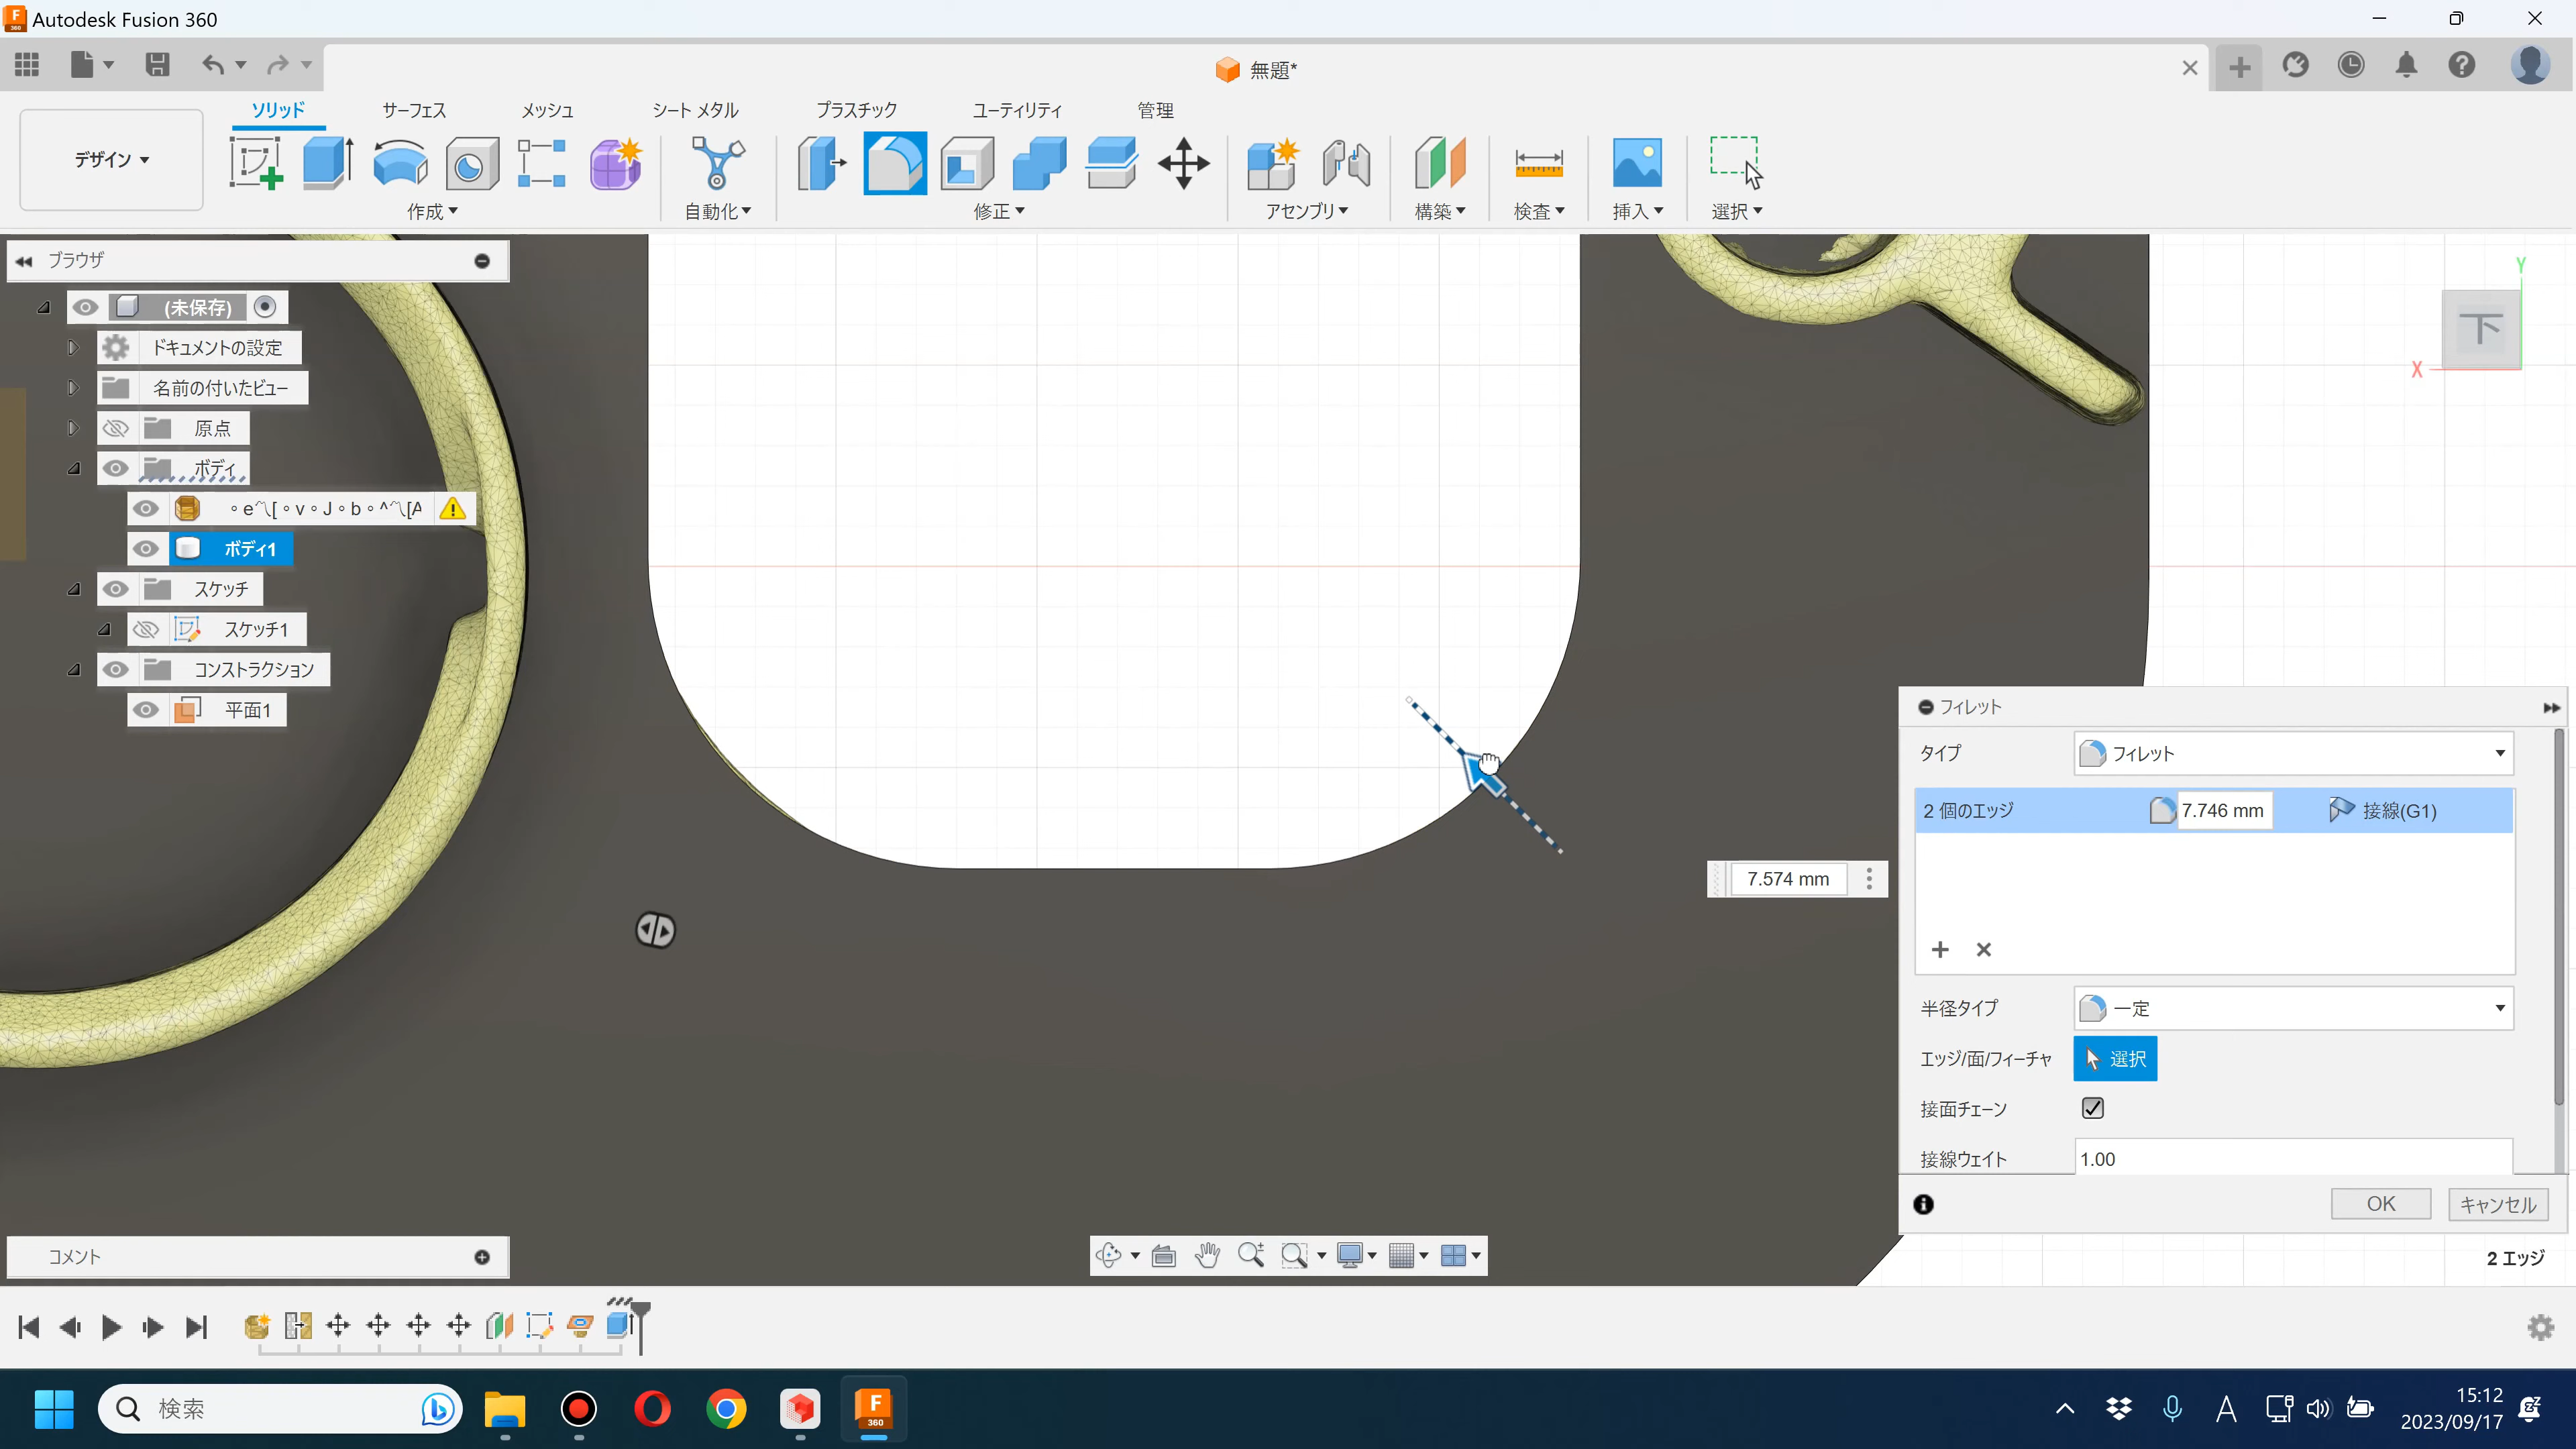 Autodesk Fusion 360
無題*
ソリッド
サーフェス
メッシュ
シート メタル
プラスチック
ユーティリティ
管理
デザイン
作成
自動化
修正
アセンブリ
構築
検査
挿入
選択
ブラウザ
(未保存)
ドキュメントの設定
名前の付いたビュー
原点
ボディ
ボディ1
スケッチ
スケッチ1
コンストラクション
平面1
Y
下
X
フィレット
タイプ
フィレット
2 個のエッジ
7.746 mm
接線(G1)
7.574 mm
半径タイプ
一定
エッジ/面/フィーチャ
選択
接面チェーン
接線ウェイト
1.00
OK
キャンセル
コメント
2 エッジ
検索
F
360
A
15:12
2023/09/17